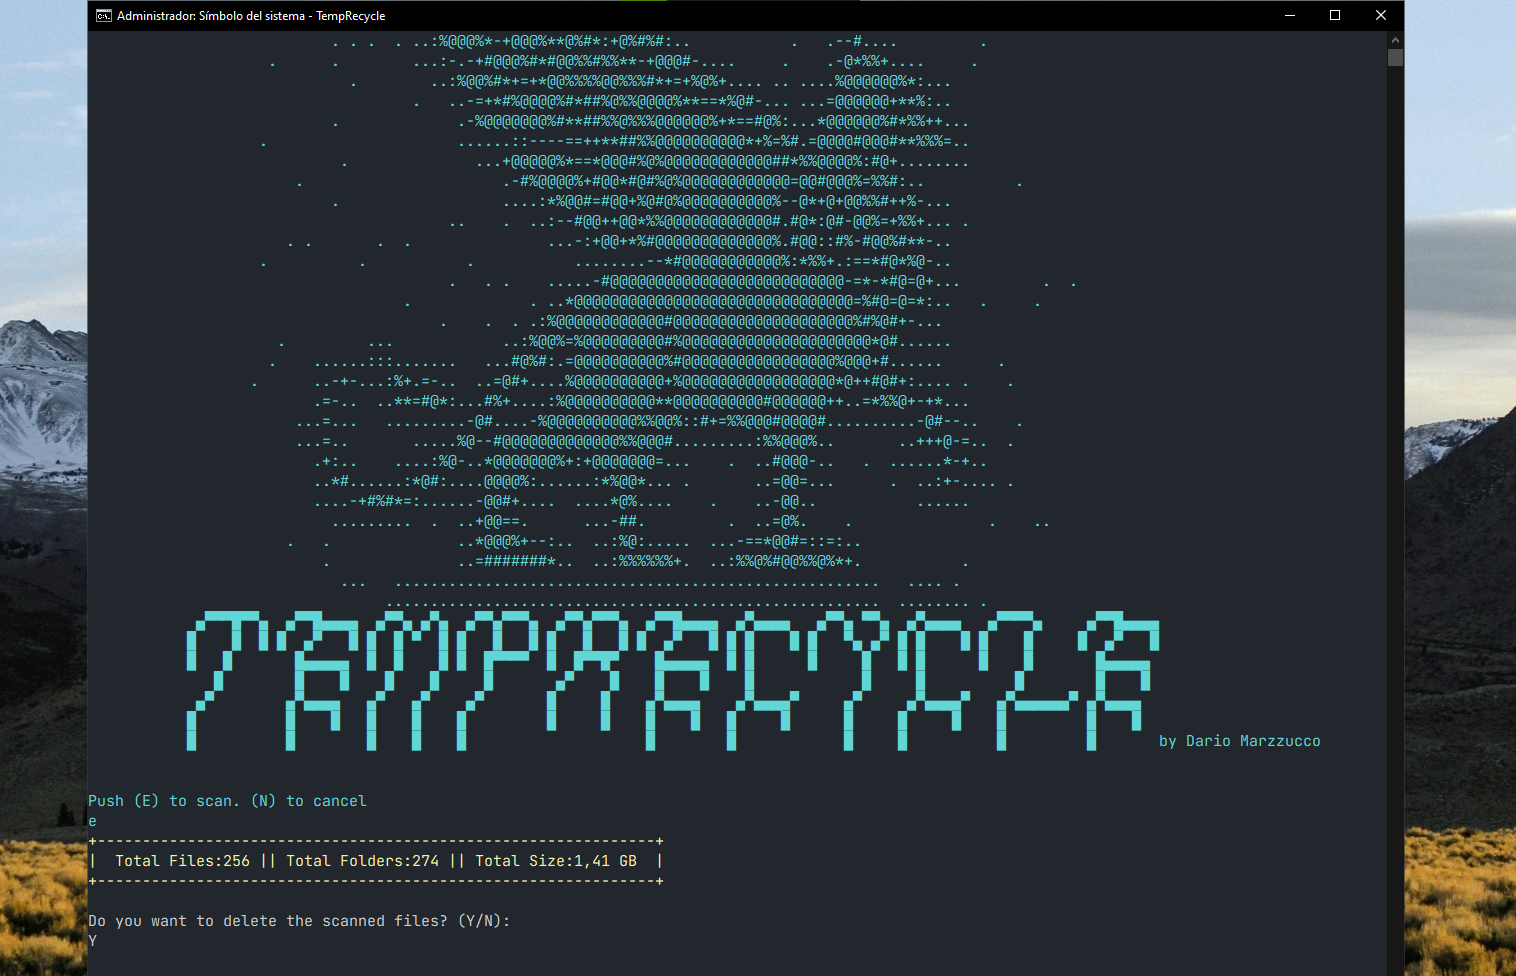 Administrador: Símbolo del sistema - TempRecycle
TEMPRECYCLE
by Dario Marzzucco
Push (E) to scan. (N) to cancel
e
+--------------------------------------------------------------+
|  Total Files:256 || Total Folders:274 || Total Size:1,41 GB  |
+--------------------------------------------------------------+
Do you want to delete the scanned files? (Y/N):
Y